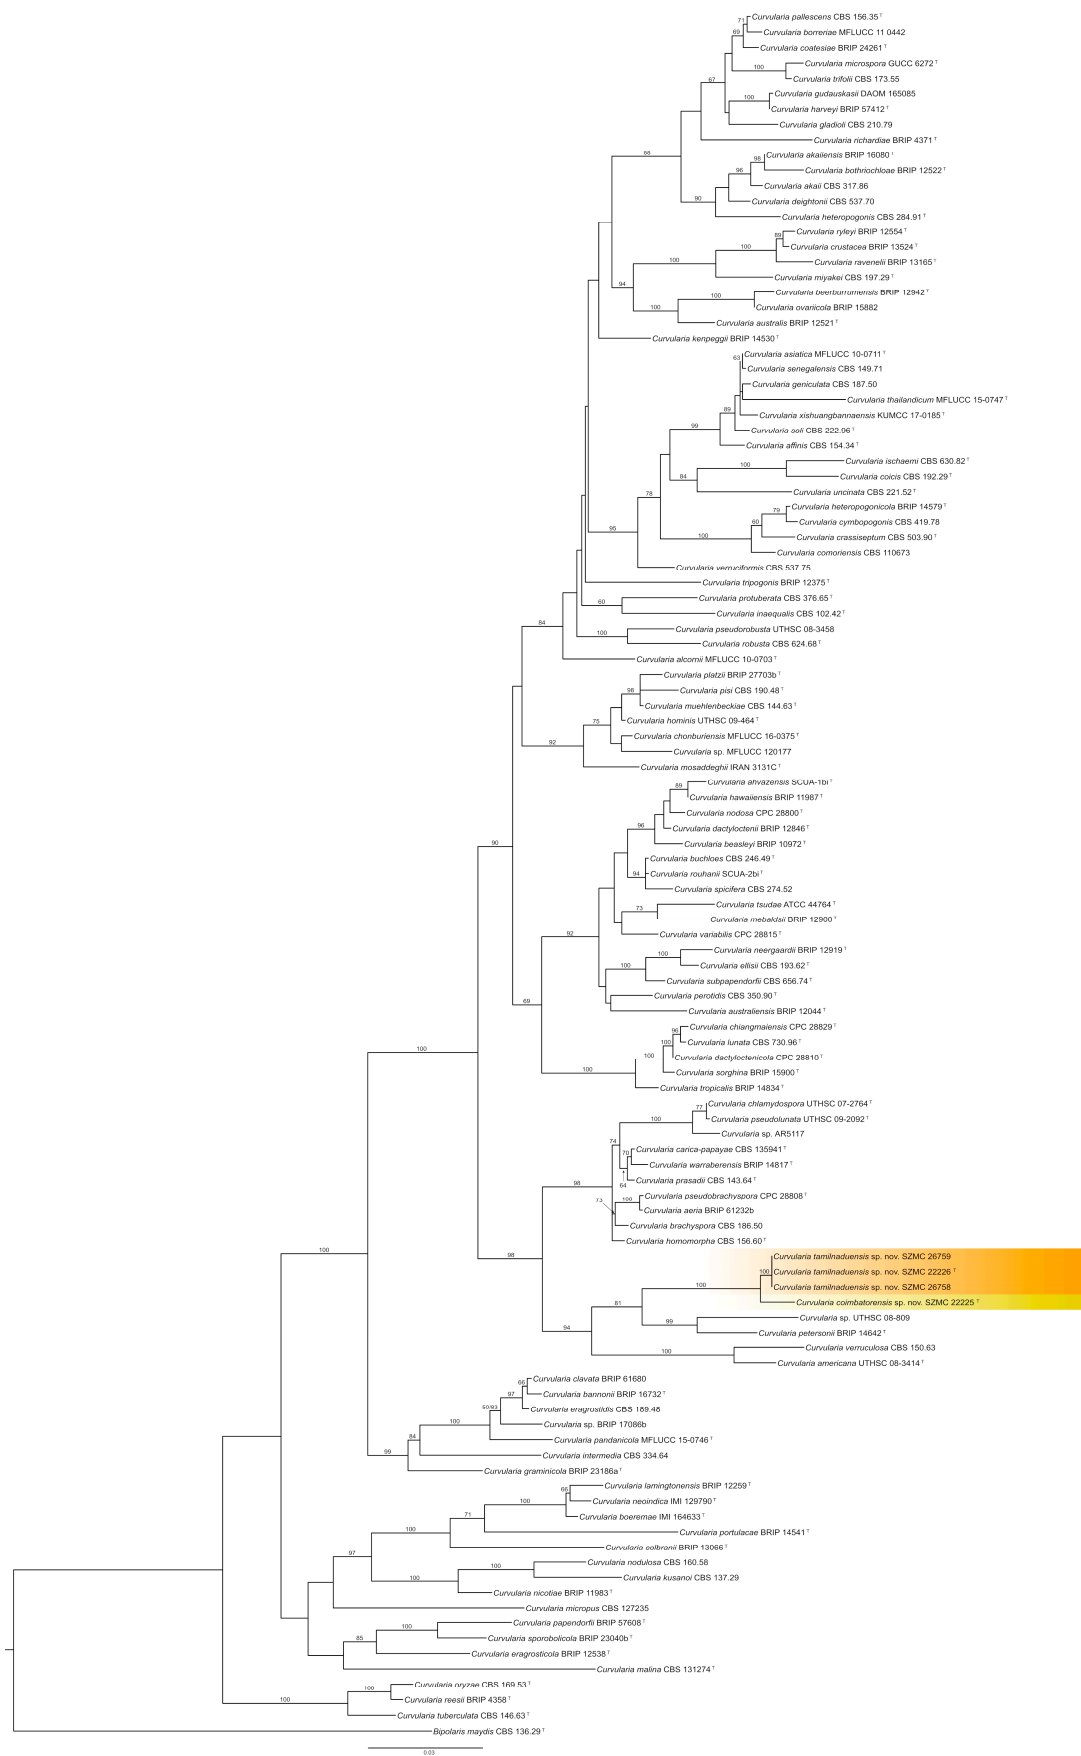 Curvularia pallescens CBS 156.35 T
71
Curvularia borreriae MFLUCC 11 0442
69
Curvularia coatesiae BRIP 24261 T
Curvularia microspora GUCC 6272 T
100
Curvularia trifolii CBS 173.55
67
Curvularia gudauskasii DAOM 165085
100
Curvularia harveyi BRIP 57412 T
Curvularia gladioli CBS 210.79
Curvularia richardiae BRIP 4371 T
Curvularia akaiiensis BRIP 16080
98
Curvularia bothriochloae BRIP 12522 T
96
Curvularia akaii CBS 317.86
90
Curvularia deightonii CBS 537.70
Curvularia heteropogonis CBS 284.91 T
Curvularia ryleyi BRIP 12554 T
89
Curvularia crustacea BRIP 13524 T
100
Curvularia ravenelii BRIP 13165 T
100
Curvularia miyakei CBS 197.29 T
94
Curvularia beerburrumensis BRIP 12942 T
100
Curvularia ovariicola BRIP 15882
100
Curvularia australis BRIP 12521 T
Curvularia kenpeggii BRIP 14530 T
Curvularia asiatica MFLUCC 10-0711 T
63
Curvularia senegalensis CBS 149.71
Curvularia geniculata CBS 187.50
Curvularia thailandicum MFLUCC 15-0747 T
89
Curvularia xishuangbannaensis KUMCC 17-0185 T
99
Curvularia soli CBS 222.96 T
Curvularia affinis CBS 154.34 T
Curvularia ischaemi CBS 630.82 T
100
Curvularia coicis CBS 192.29 T
84
Curvularia uncinata CBS 221.52 T
78
Curvularia heteropogonicola BRIP 14579 T
79
Curvularia cymbopogonis CBS 419.78
60
95
Curvularia crassiseptum CBS 503.90 T
100
Curvularia comoriensis CBS 110673
Curvularia verruciformis CBS 537.75
Curvularia tripogonis BRIP 12375 T
Curvularia protuberata CBS 376.65 T
60
Curvularia inaequalis CBS 102.42 T
84
Curvularia pseudorobusta UTHSC 08-3458
100
Curvularia robusta CBS 624.68 T
Curvularia alcornii MFLUCC 10-0703 T
Curvularia platzii BRIP 27703b T
98
Curvularia pisi CBS 190.48 T
Curvularia muehlenbeckiae CBS 144.63 T
75
Curvularia hominis UTHSC 09-464 T
Curvularia chonburiensis MFLUCC 16-0375 T
92
Curvularia sp. MFLUCC 120177
Curvularia mosaddeghii IRAN 3131C T
Curvularia ahvazensis SCUA-1bi T
89
Curvularia hawaiiensis BRIP 11987 T
Curvularia nodosa CPC 28800 T
96
Curvularia dactyloctenii BRIP 12846 T
Curvularia beasleyi BRIP 10972 T
90
Curvularia buchloes CBS 246.49 T
94
Curvularia rouhanii SCUA-2bi T
Curvularia spicifera CBS 274.52
Curvularia tsudae ATCC 44764 T
73
Curvularia mebaldsii BRIP 12900 T
92
Curvularia variabilis CPC 28815 T
Curvularia neergaardii BRIP 12919 T
100
Curvularia ellisii CBS 193.62 T
100
Curvularia subpapendorfii CBS 656.74 T
Curvularia perotidis CBS 350.90 T
69
Curvularia australiensis BRIP 12044 T
Curvularia chiangmaiensis CPC 28829 T
96
Curvularia lunata CBS 730.96 T
100
100
Curvularia dactyloctenicola CPC 28810 T
100
Curvularia sorghina BRIP 15900 T
100
Curvularia tropicalis BRIP 14834 T
Curvularia chlamydospora UTHSC 07-2764 T
77
Curvularia pseudolunata UTHSC 09-2092 T
100
Curvularia sp. AR5117
74
Curvularia carica-papayae CBS 135941 T
70
Curvularia warraberensis BRIP 14817 T
Curvularia prasadii CBS 143.64 T
64
98
Curvularia pseudobrachyspora CPC 28808 T
73
100
Curvularia aeria BRIP 61232b
Curvularia brachyspora CBS 186.50
Curvularia homomorpha CBS 156.60 T
98
Curvularia tamilnaduensis sp. nov. SZMC 26759
100
Curvularia tamilnaduensis sp. nov. SZMC 22226 T
100
Curvularia tamilnaduensis sp. nov. SZMC 26758
Curvularia coimbatorensis sp. nov. SZMC 22225 T
81
Curvularia sp. UTHSC 08-809
99
Curvularia petersonii BRIP 14642 T
94
Curvularia verruculosa CBS 150.63
100
Curvularia americana UTHSC 08-3414 T
100
Curvularia clavata BRIP 61680
66
Curvularia bannonii BRIP 16732 T
97
Curvularia eragrostidis CBS 189.48
Curvularia sp. BRIP 17086b
100
Curvularia pandanicola MFLUCC 15-0746 T
84
Curvularia intermedia CBS 334.64
99
Curvularia graminicola BRIP 23186a T
Curvularia lamingtonensis BRIP 12259 T
66
Curvularia neoindica IMI 129790 T
100
Curvularia boeremae IMI 164633 T
71
Curvularia portulacae BRIP 14541 T
100
Curvularia colbranii BRIP 13066 T
97
Curvularia nodulosa CBS 160.58
100
Curvularia kusanoi CBS 137.29
100
Curvularia nicotiae BRIP 11983 T
Curvularia micropus CBS 127235
Curvularia papendorfii BRIP 57608 T
100
Curvularia sporobolicola BRIP 23040b T
85
Curvularia eragrosticola BRIP 12538 T
Curvularia malina CBS 131274 T
Curvularia oryzae CBS 169.53 T
100
Curvularia reesii BRIP 4358 T
100
Curvularia tuberculata CBS 146.63 T
Bipolaris maydis CBS 136.29 T
0.03